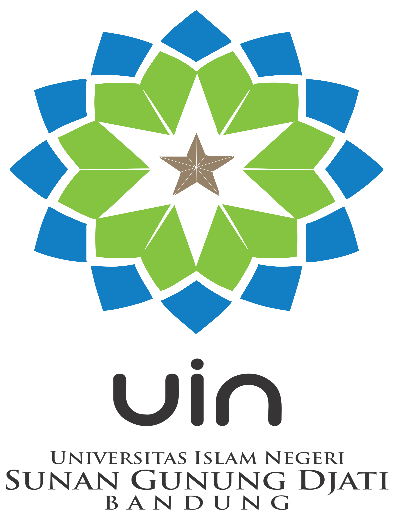 uin
UNIVERSITAS ISLAM NEGERI
SUNAN GUNUNG DJATI
BANDUNG